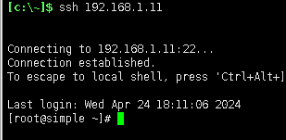 [c:\~]$ ssh 192.168.1.11
Connecting to 192.168.1.11:22...
Connection established.
To escape to local shell, press 'Ctrl+Alt+]
Last login: Wed Apr 24 18:11:06 2024
[root@simple ~]#